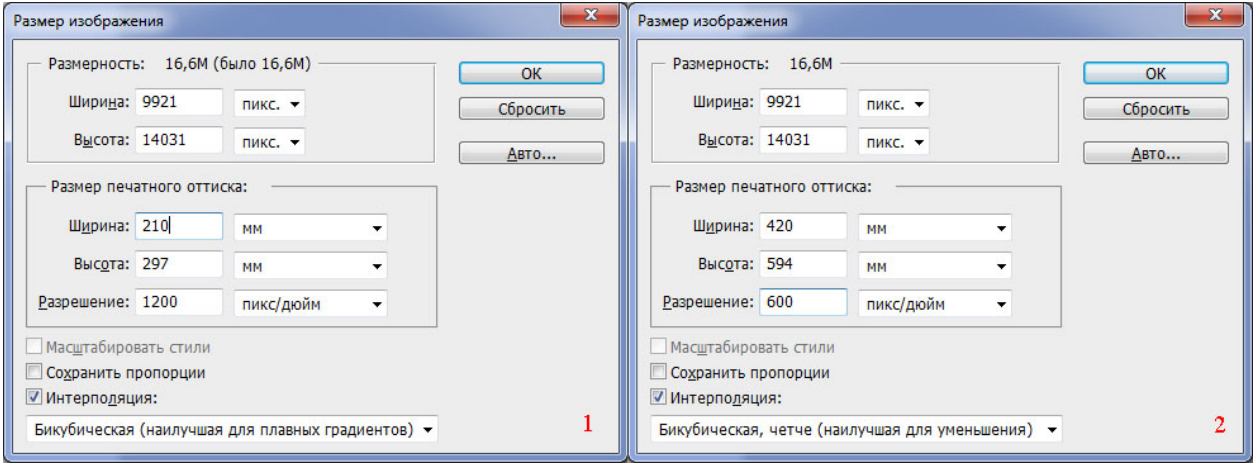 Размер изображения
Размерность: 16,6M (было 16,6M)
Ширина: 9921 пикс.
Высота: 14031 пикс.
Размер печатного оттиска:
Ширина: 210 мм
Высота: 297 мм
Разрешение: 1200 пикс/дюйм
Масштабировать стили
Сохранить пропорции
Интерполяция:
Бикубическая (наилучшая для плавных градиентов)
OK
Сбросить
Авто...
1
Размер изображения
Размерность: 16,6M
Ширина: 9921 пикс.
Высота: 14031 пикс.
Размер печатного оттиска:
Ширина: 420 мм
Высота: 594 мм
Разрешение: 600 пикс/дюйм
Масштабировать стили
Сохранить пропорции
Интерполяция:
Бикубическая, четче (наилучшая для уменьшения)
OK
Сбросить
Авто...
2